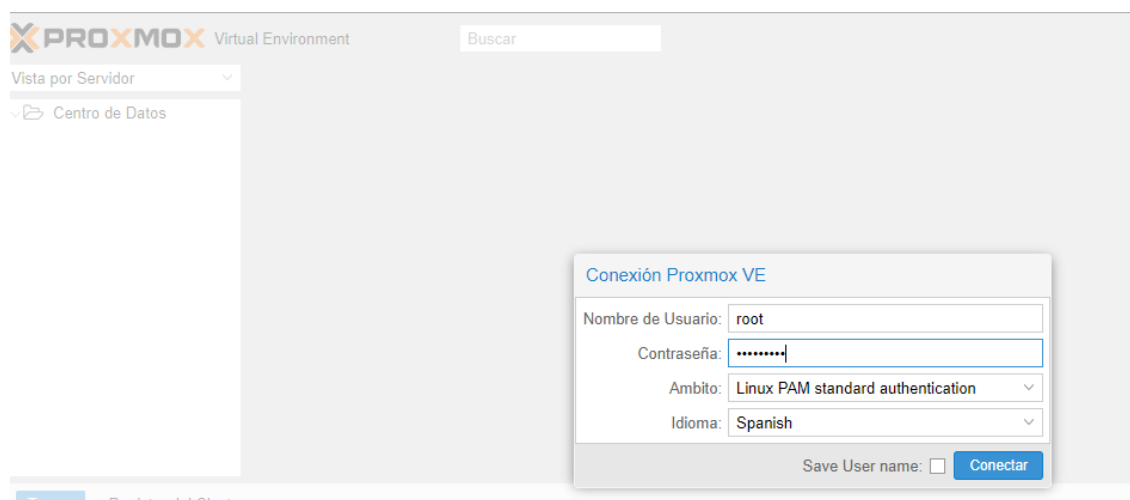 PROXMOX Virtual Environment Buscar
Vista por Servidor
Centro de Datos
Conexión Proxmox VE
Nombre de Usuario: root
Contraseña: •••••••••
Ambito: Linux PAM standard authentication
Idioma: Spanish
Save User name: Conectar